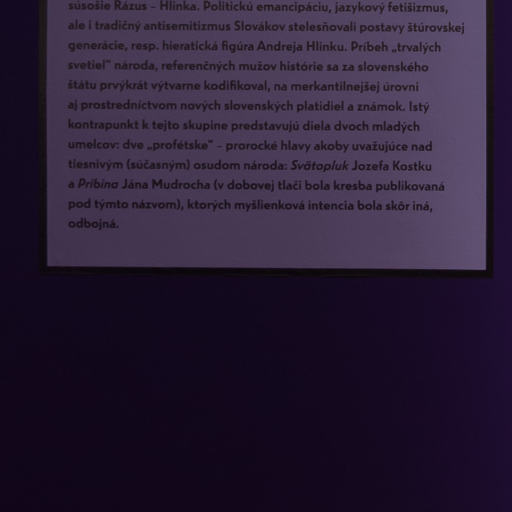 súsošie Rázus – Hlinka. Politickú emancipáciu, jazykový fetišizmus,
ale i tradičný antisemitizmus Slovákov stelesňovali postavy štúrovskej
generácie, resp. hieratická figúra Andreja Hlinku. Príbeh „trvalých
svetiel" národa, referenčných mužov histórie sa za slovenského
štátu prvýkrát výtvarne kodifikoval, na merkantilnejšej úrovni
aj prostredníctvom nových slovenských platidiel a známok. Istý
kontrapunkt k tejto skupine predstavujú diela dvoch mladých
umelcov: dve „profétske" – prorocké hlavy akoby uvažujúce nad
tiesnivým (súčasným) osudom národa: Svätopluk Jozefa Kostku
a Pribina Jána Mudrocha (v dobovej tlači bola kresba publikovaná
pod týmto názvom), ktorých myšlienková intencia bola skôr iná,
odbojná.